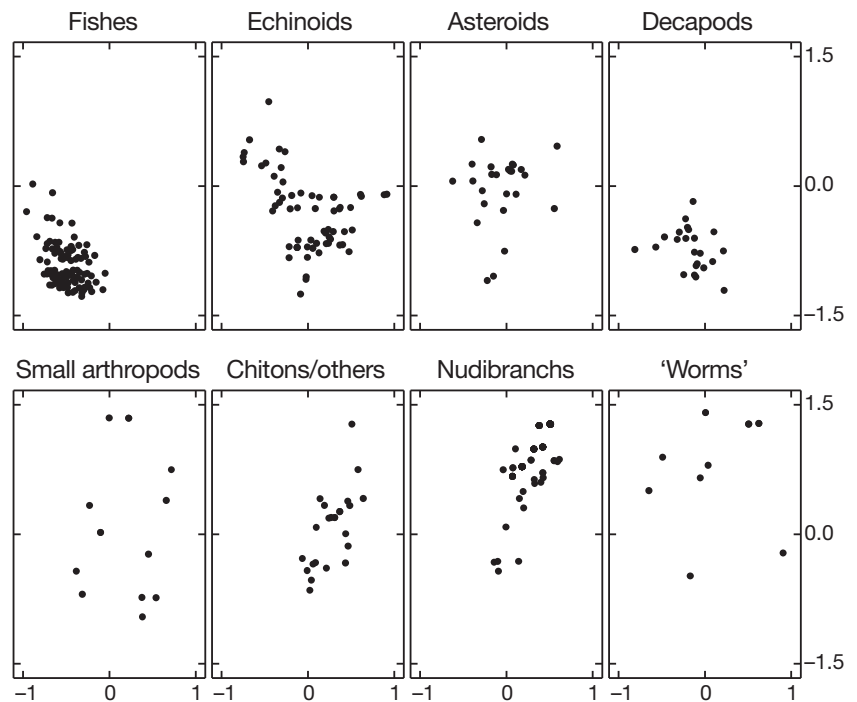 Fishes Echinoids Asteroids Decapods
1.5
0.0
−1.5
Small arthropods Chitons/others Nudibranchs ‘Worms’
1.5
0.0
−1.5
−1 0 1 −1 0 1 −1 0 1 −1 0 1